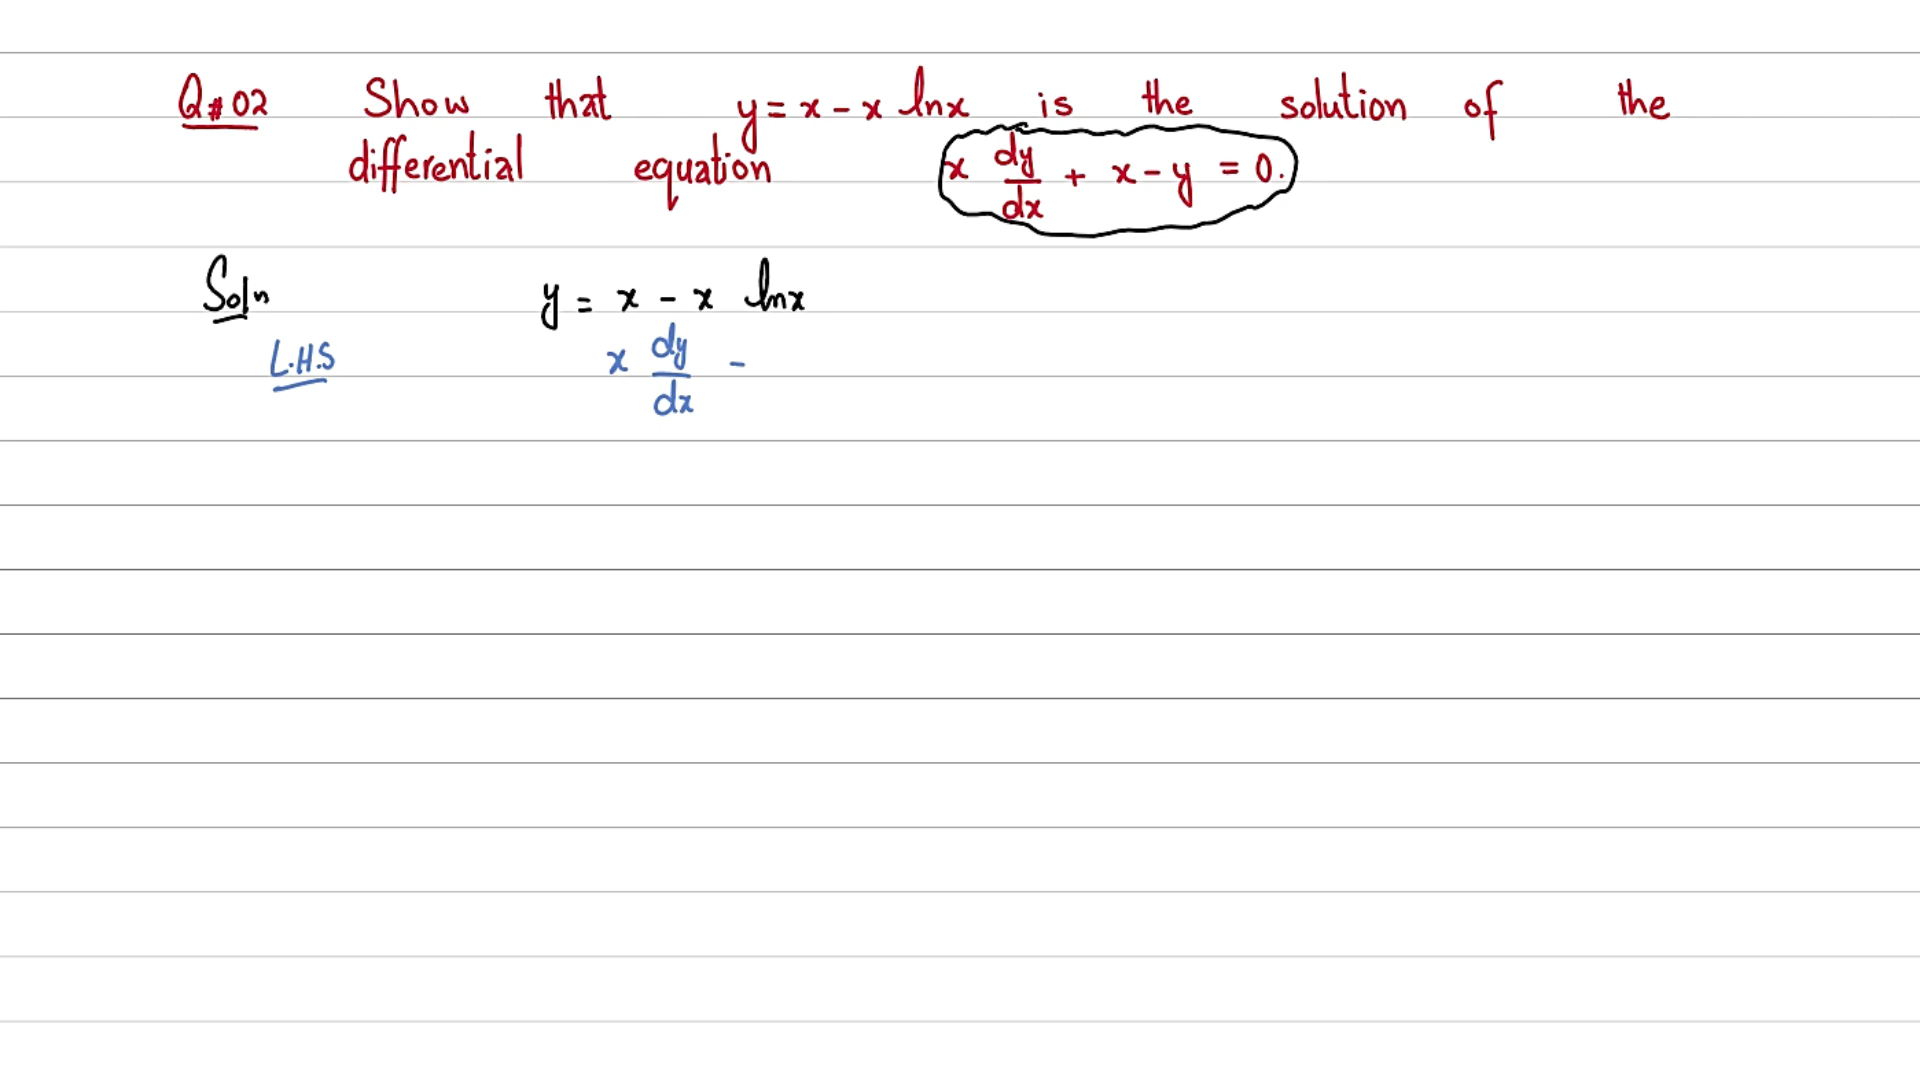 Q#02 Show that y = x - x lnx is the solution of the
differential equation x dy/dx + x - y = 0.
Soln y = x - x lnx
L.H.S x dy/dx -